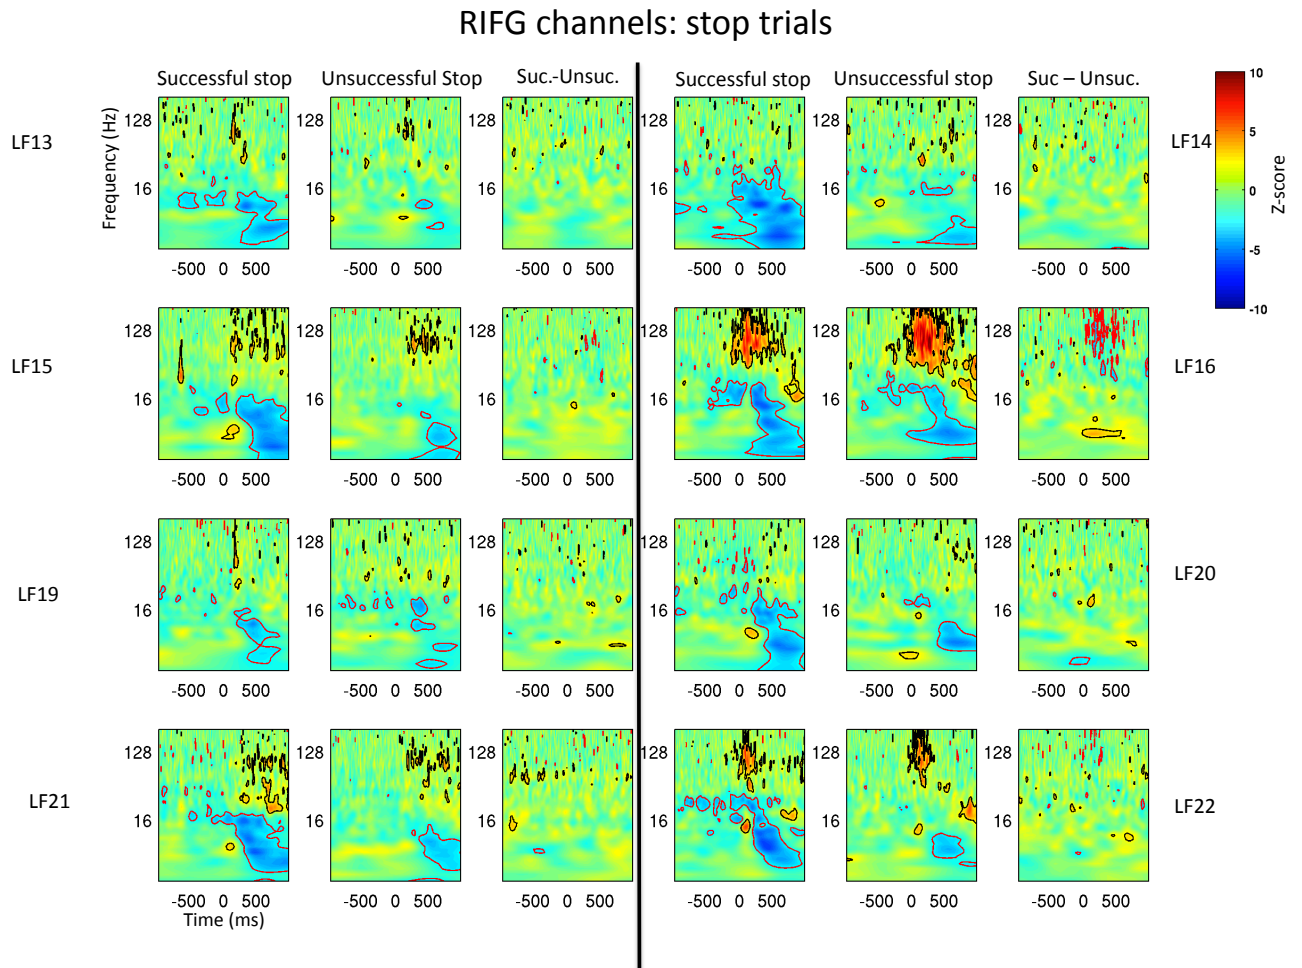 RIFG channels: stop trials
Successful stop Unsuccessful Stop Suc.-Unsuc. Successful stop Unsuccessful stop Suc – Unsuc.
LF13 Frequency (Hz) 128 16 128 16 128 16 128 16 128 16 128 16 LF14
-500 0 500 -500 0 500 -500 0 500 -500 0 500 -500 0 500 -500 0 500
10
5
0
-5
-10
Z-score
LF15 128 16 128 16 128 16 128 16 128 16 128 16 LF16
-500 0 500 -500 0 500 -500 0 500 -500 0 500 -500 0 500 -500 0 500
LF19 128 16 128 16 128 16 128 16 128 16 128 16 LF20
-500 0 500 -500 0 500 -500 0 500 -500 0 500 -500 0 500 -500 0 500
LF21 128 16 128 16 128 16 128 16 128 16 128 16 LF22
-500 0 500 -500 0 500 -500 0 500 -500 0 500 -500 0 500 -500 0 500
Time (ms)